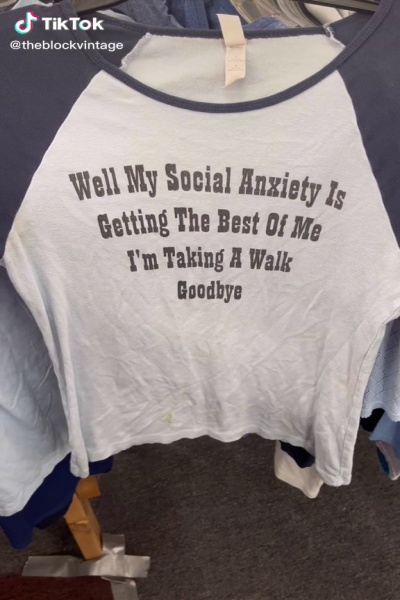 TikTok
@theblockvintage
Well My Social Anxiety Is
Getting The Best Of Me
I'm Taking A Walk
Goodbye